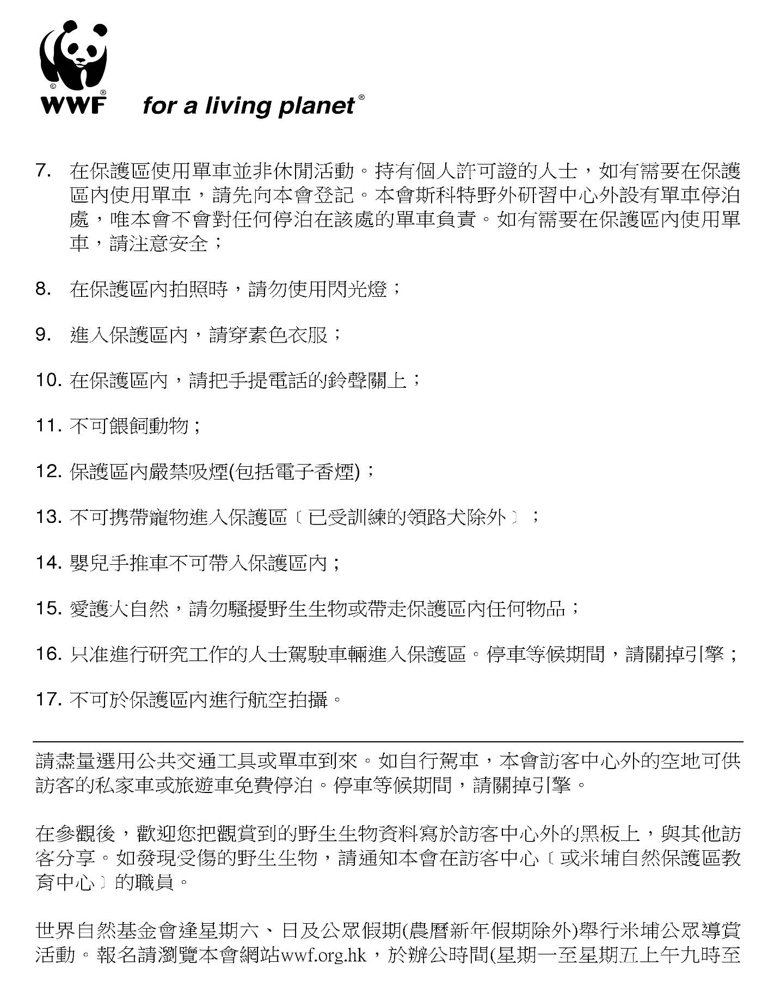 ©
®
WWF for a living planet®
7. 在保護區使用單車並非休閒活動。持有個人許可證的人士，如有需要在保護
區內使用單車，請先向本會登記。本會斯科特野外研習中心外設有單車停泊
處，唯本會不會對任何停泊在該處的單車負責。如有需要在保護區內使用單
車，請注意安全；
8. 在保護區內拍照時，請勿使用閃光燈；
9. 進入保護區內，請穿素色衣服；
10. 在保護區內，請把手提電話的鈴聲關上；
11. 不可餵飼動物；
12. 保護區內嚴禁吸煙(包括電子香煙)；
13. 不可携帶寵物進入保護區﹝已受訓練的領路犬除外﹞；
14. 嬰兒手推車不可帶入保護區內；
15. 愛護大自然，請勿騷擾野生生物或帶走保護區內任何物品；
16. 只准進行研究工作的人士駕駛車輛進入保護區。停車等候期間，請關掉引擎；
17. 不可於保護區內進行航空拍攝。
請盡量選用公共交通工具或單車到來。如自行駕車，本會訪客中心外的空地可供
訪客的私家車或旅遊車免費停泊。停車等候期間，請關掉引擎。
在參觀後，歡迎您把觀賞到的野生生物資料寫於訪客中心外的黑板上，與其他訪
客分享。如發現受傷的野生生物，請通知本會在訪客中心﹝或米埔自然保護區教
育中心﹞的職員。
世界自然基金會逢星期六、日及公眾假期(農曆新年假期除外)舉行米埔公眾導賞
活動。報名請瀏覽本會網站wwf.org.hk，於辦公時間(星期一至星期五上午九時至